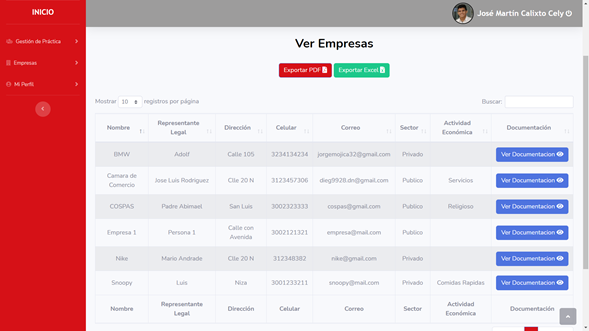 INICIO
José Martín Calixto Cely
Gestión de Práctica
Empresas
Mi Perfil
Ver Empresas
Exportar PDF Exportar Excel
Mostrar 10 registros por página Buscar:
Nombre Representante Legal Dirección Celular Correo Sector Actividad Económica Documentación
BMW Adolf Calle 105 3234134234 jorgemojica32@gmail.com Privado Ver Documentacion
Camara de Comercio Jose Luis Rodriguez Clle 20 N 3123457306 dieg9928.dn@gmail.com Publico Servicios Ver Documentacion
COSPAS Padre Abimael San Luis 3002323333 cospas@gmail.com Publico Religioso Ver Documentacion
Empresa 1 Persona 1 Calle con Avenida 3002121321 empresa@mail.com Publico Ver Documentacion
Nike Mario Andrade Clle 20 N 312348382 nike@gmail.com Privado Ver Documentacion
Snoopy Luis Niza 3001233211 snoopy@mail.com Privado Comidas Rapidas Ver Documentacion
Nombre Representante Legal Dirección Celular Correo Sector Actividad Económica Documentación